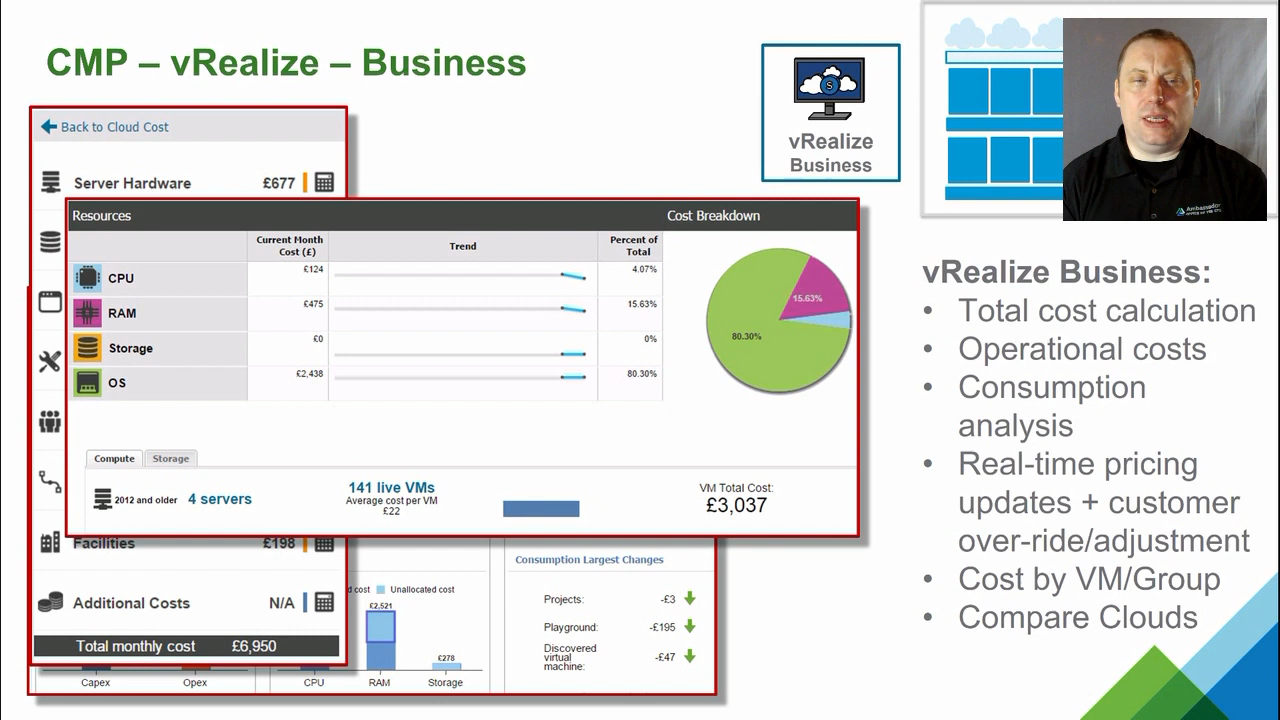 CMP – vRealize – Business
vRealize
Business
Back to Cloud Cost
Server Hardware £677
Resources Cost Breakdown
Current Month
Cost (£)
Trend
Percent of
Total
CPU £124 4.07%
RAM £475 15.63%
Storage £0 0%
OS £2,438 80.30%
15.63%
80.30%
Compute Storage
2012 and older 4 servers
141 live VMs
Average cost per VM
£22
VM Total Cost:
£3,037
Facilities £198
Additional Costs N/A
Total monthly cost £6,950
Capex Opex
cost Unallocated cost
£2,521
£278
CPU RAM Storage
Consumption Largest Changes
Projects: -£3
Playground: -£195
Discovered
virtual
machine:
-£47
vRealize Business:
• Total cost calculation
• Operational costs
• Consumption
analysis
• Real-time pricing
updates + customer
over-ride/adjustment
• Cost by VM/Group
• Compare Clouds
Ambassador